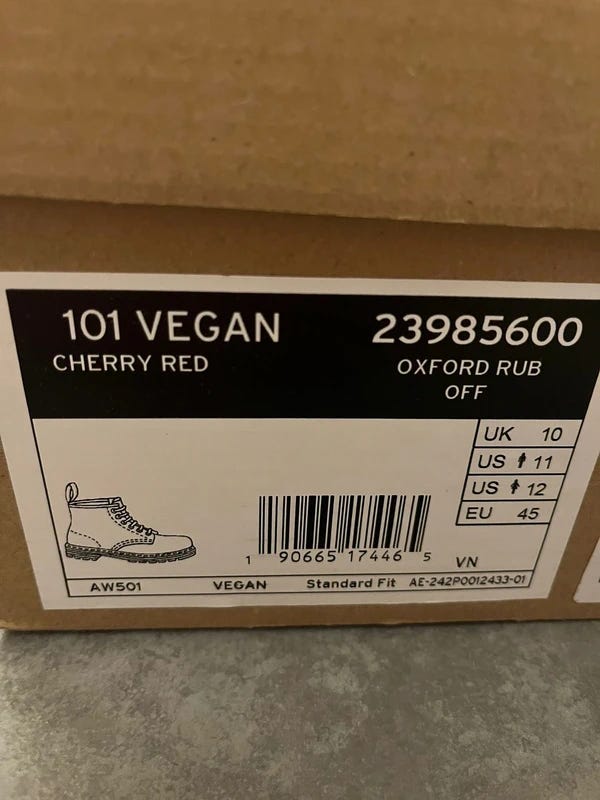 101 VEGAN 23985600
CHERRY RED OXFORD RUB
OFF
UK 10
US 11
US 12
EU 45
1 90665 17446 5 VN
AW501 VEGAN Standard Fit AE-242P0012433-01